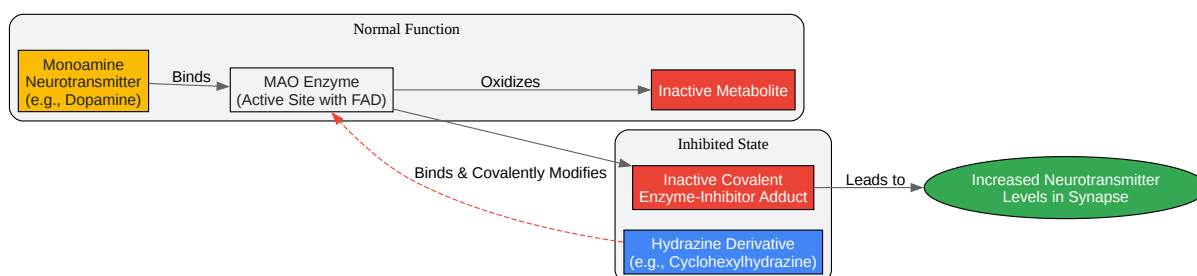 Normal Function
Monoamine
Neurotransmitter
(e.g., Dopamine)
Binds
MAO Enzyme
(Active Site with FAD)
Oxidizes
Inactive Metabolite
Inhibited State
Binds & Covalently Modifies
Inactive Covalent
Enzyme-Inhibitor Adduct
Leads to
Increased Neurotransmitter
Levels in Synapse
Hydrazine Derivative
(e.g., Cyclohexylhydrazine)